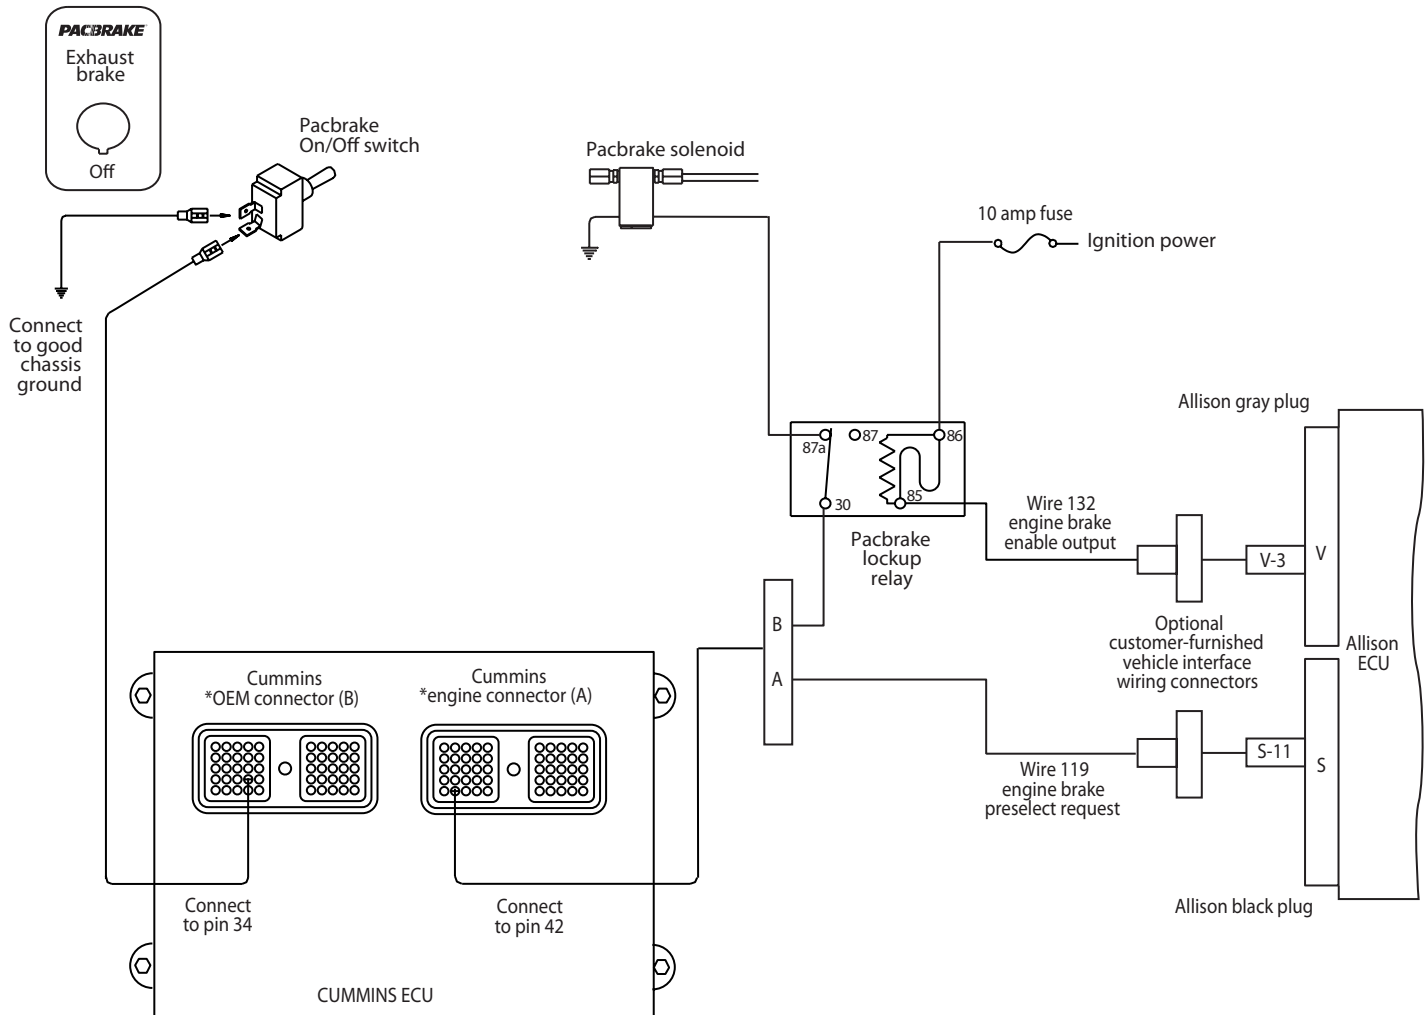 PACBRAKE
Exhaust
brake
Off
Pacbrake
On/Off switch
Connect
to good
chassis
ground
Pacbrake solenoid
10 amp fuse
Ignition power
87a
87
86
30
85
Pacbrake
lockup
relay
Wire 132
engine brake
enable output
Allison gray plug
V-3
V
Optional
customer-furnished
vehicle interface
wiring connectors
Allison
ECU
B
A
Wire 119
engine brake
preselect request
S-11
S
Allison black plug
Cummins
*OEM connector (B)
Cummins
*engine connector (A)
Connect
to pin 34
Connect
to pin 42
CUMMINS ECU